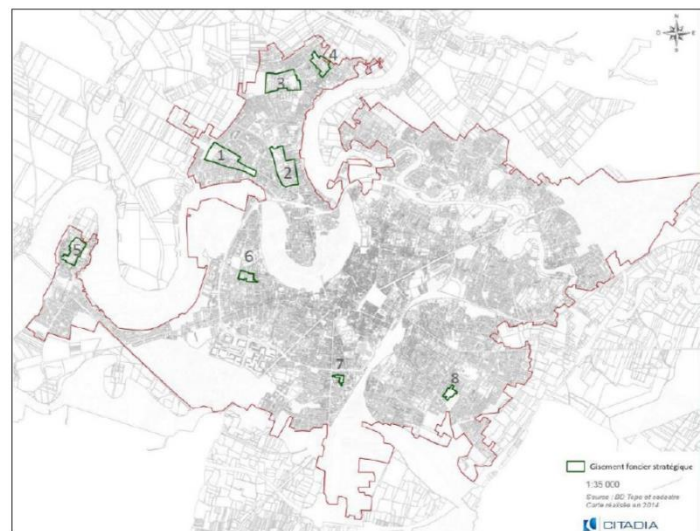 N
O
E
S
4
3
1
2
5
6
7
8
Gisement foncier stratégique
1:35 000
Source : BD Topo et cadastre
Carte réalisée en 2014
CITADIA